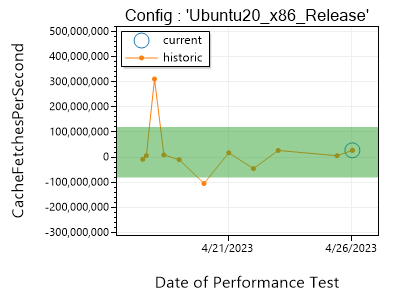 Config : 'Ubuntu20_x86_Release'
current
historic
CacheFetchesPerSecond
500,000,000
400,000,000
300,000,000
200,000,000
100,000,000
0
-100,000,000
-200,000,000
-300,000,000
4/21/2023
4/26/2023
Date of Performance Test